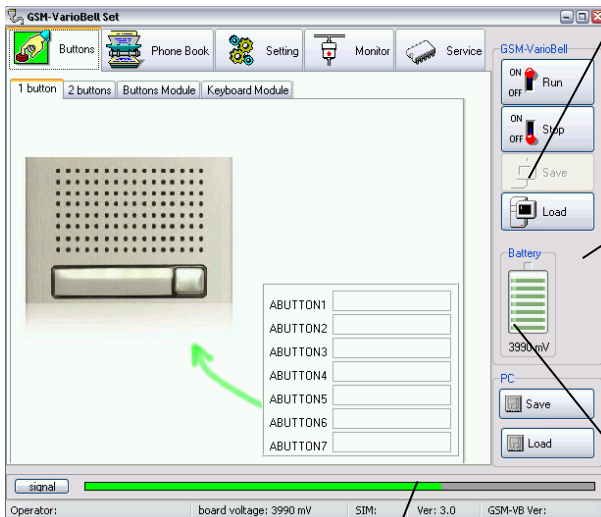 GSM-VarioBell Set
Buttons
Phone Book
Setting
Monitor
Service
1 button
2 buttons
Buttons Module
Keyboard Module
ABUTTON1
ABUTTON2
ABUTTON3
ABUTTON4
ABUTTON5
ABUTTON6
ABUTTON7
GSM-VarioBell
ON
OFF
Run
ON
OFF
Stop
Save
Load
Battery
3990 mV
PC
Save
Load
signal
Operator:
board voltage: 3990 mV
SIM:
Ver: 3.0
GSM-VB Ver: